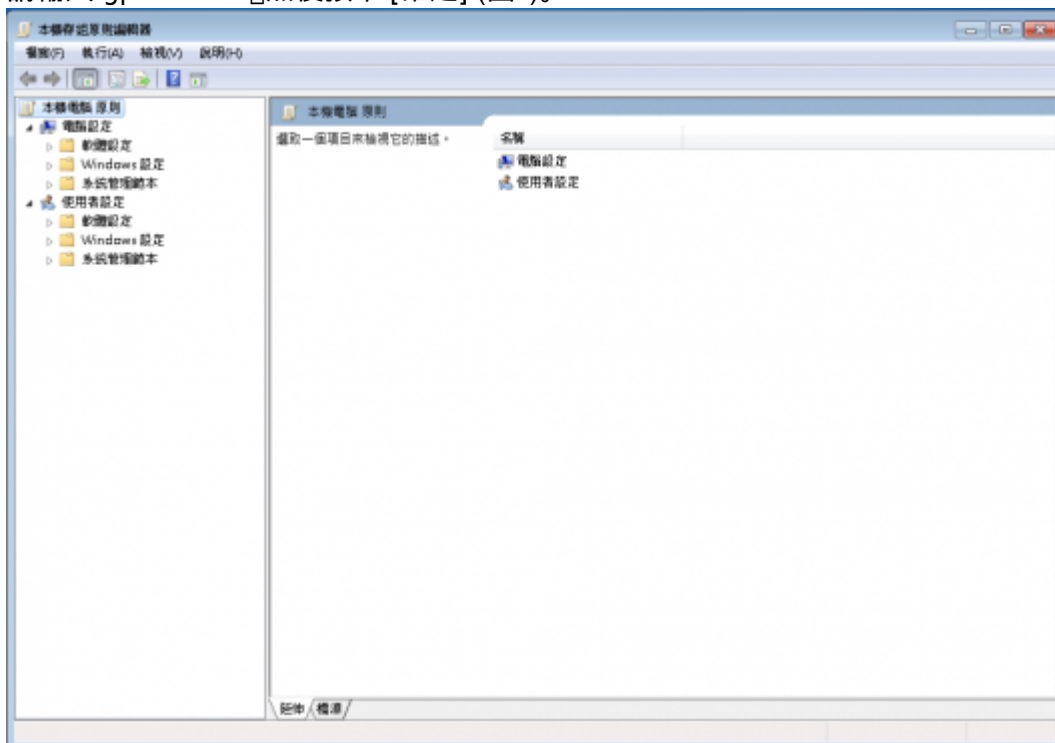 本機群組原則編輯器
檔案(F) 執行(A) 檢視(V) 說明(H)
本機電腦 原則
電腦設定
軟體設定
Windows 設定
系統管理範本
使用者設定
軟體設定
Windows 設定
系統管理範本
本機電腦 原則
選取一個項目來檢視它的描述。
名稱
電腦設定
使用者設定
延伸 標準